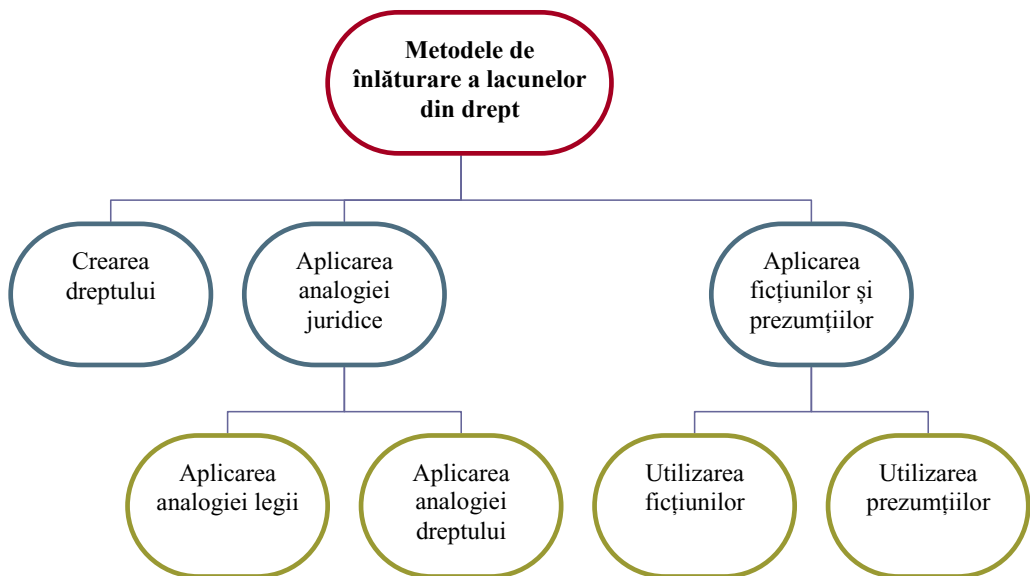 Metodele de
înlăturare a lacunelor
din drept
Crearea
dreptului
Aplicarea
analogiei
juridice
Aplicarea
ficțiunilor și
prezumțiilor
Aplicarea
analogiei legii
Aplicarea
analogiei
dreptului
Utilizarea
ficțiunilor
Utilizarea
prezumțiilor